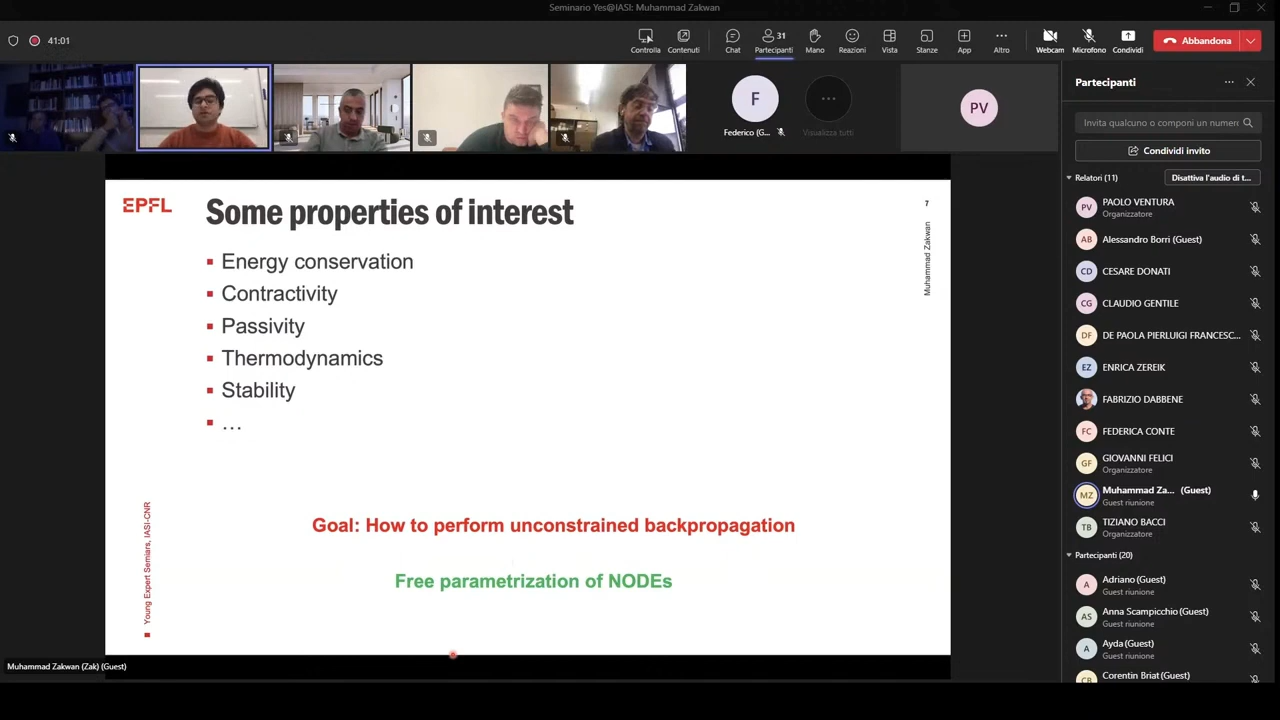 Seminario Yes@IASI: Muhammad Zakwan
41:01
Controlla
Contenuti
Chat
31
Partecipanti
Mano
Reazioni
Vista
Stanze
App
Altro
Webcam
Microfono
Condividi
Abbandona
F
Federico (G...
Visualizza tutti
PV
Partecipanti
Invita qualcuno o componi un numero
Condividi invito
Relatori (11)
Disattiva l'audio di t...
PV
PAOLO VENTURA
Organizzatore
AB
Alessandro Borri (Guest)
CD
CESARE DONATI
CG
CLAUDIO GENTILE
DF
DE PAOLA PIERLUIGI FRANCESC...
EZ
ENRICA ZEREIK
FABRIZIO DABBENE
FC
FEDERICA CONTE
GF
GIOVANNI FELICI
Organizzatore
MZ
Muhammad Za... (Guest)
Guest riunione
TB
TIZIANO BACCI
Organizzatore
Partecipanti (20)
A
Adriano (Guest)
Guest riunione
AS
Anna Scampicchio (Guest)
Guest riunione
A
Ayda (Guest)
Guest riunione
CB
Corentin Briat (Guest)
EPFL
Some properties of interest
7
Muhammad Zakwan
▪ Energy conservation
▪ Contractivity
▪ Passivity
▪ Thermodynamics
▪ Stability
▪ ...
Goal: How to perform unconstrained backpropagation
Free parametrization of NODEs
Young Expert Semiars, IASI-CNR
Muhammad Zakwan (Zak) (Guest)